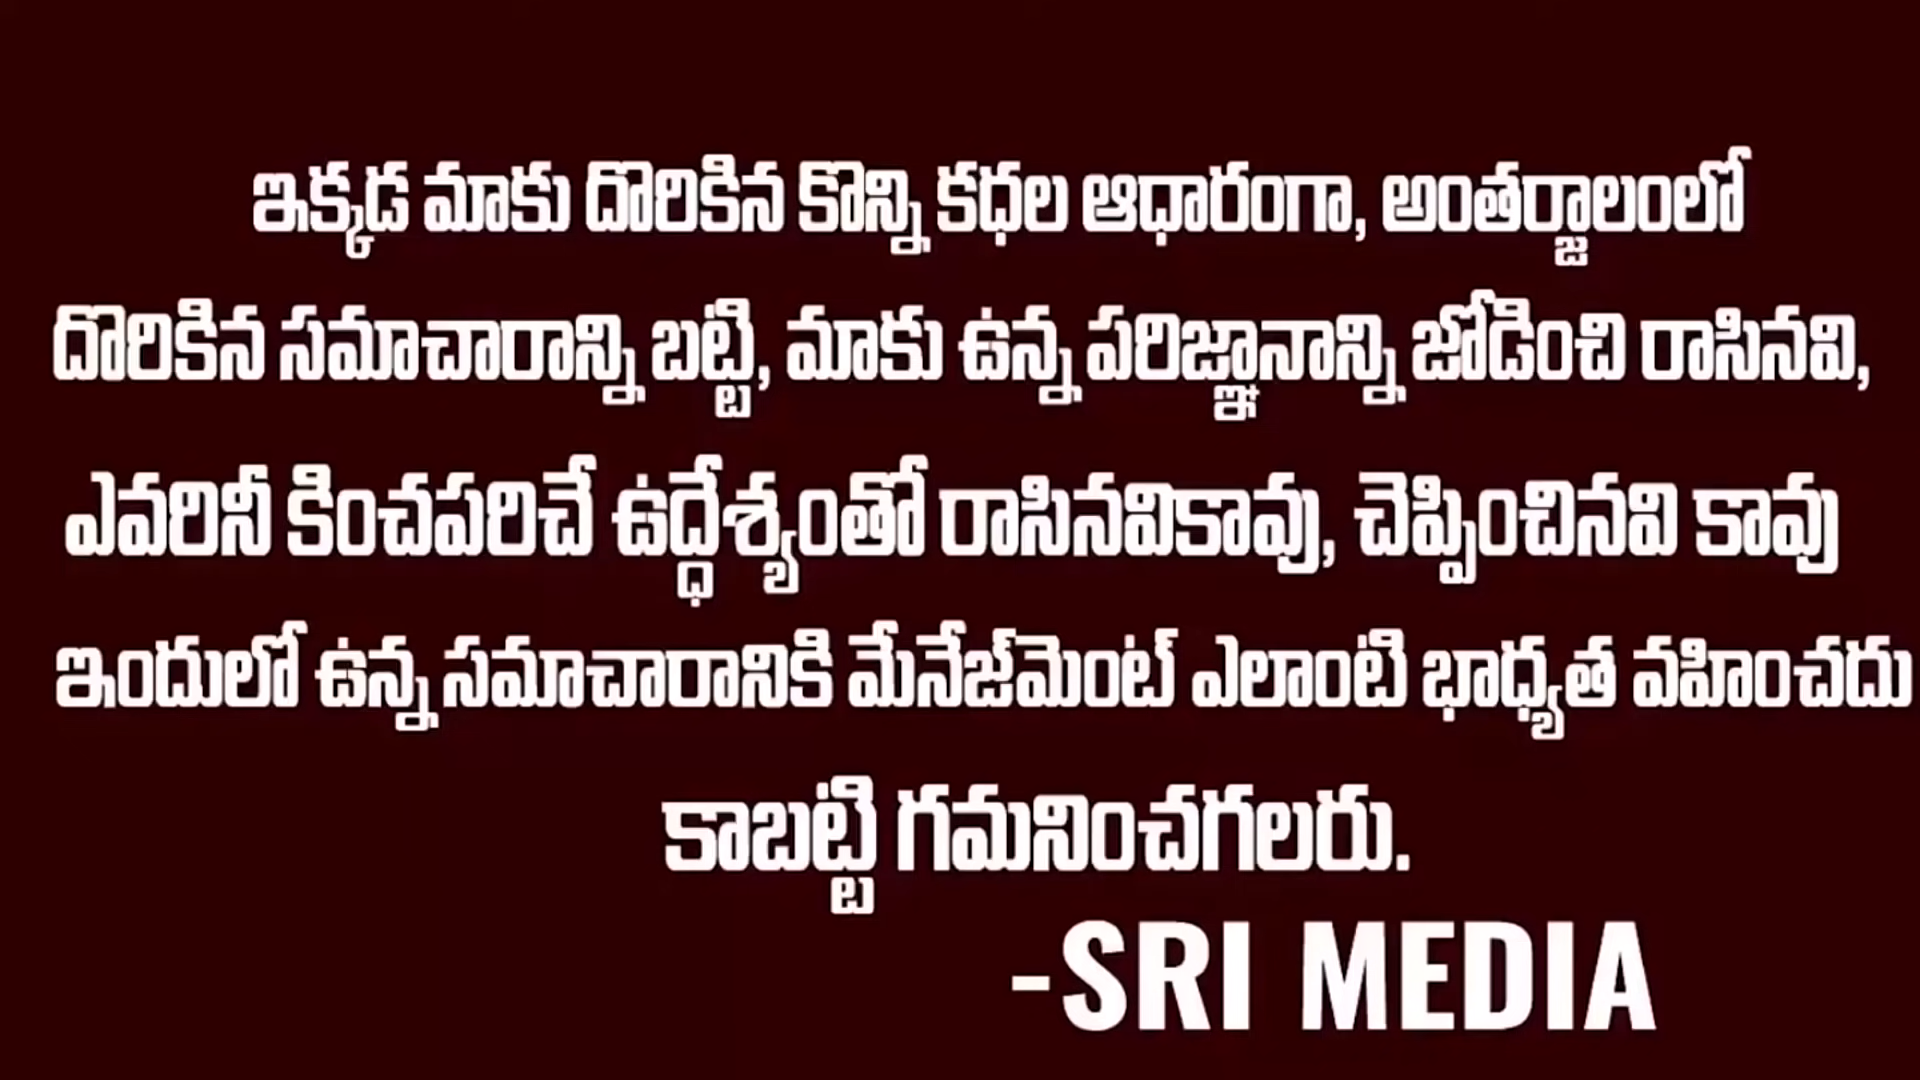 ఇక్కడ మాకు దొరికిన కొన్ని కధల ఆధారంగా, అంతర్జాలంలో
దొరికిన సమాచారాన్ని బట్టి, మాకు ఉన్న పరిజ్ఞానాన్ని జోడించి రాసినవి,
ఎవరినీ కించపరిచే ఉద్ధేశ్యంతో రాసినవికావు, చెప్పించినవి కావు
ఇందులో ఉన్న సమాచారానికి మేనేజ్‌మెంట్ ఎలాంటి భాధ్యత వహించదు
కాబట్టి గమనించగలరు.
-SRI MEDIA